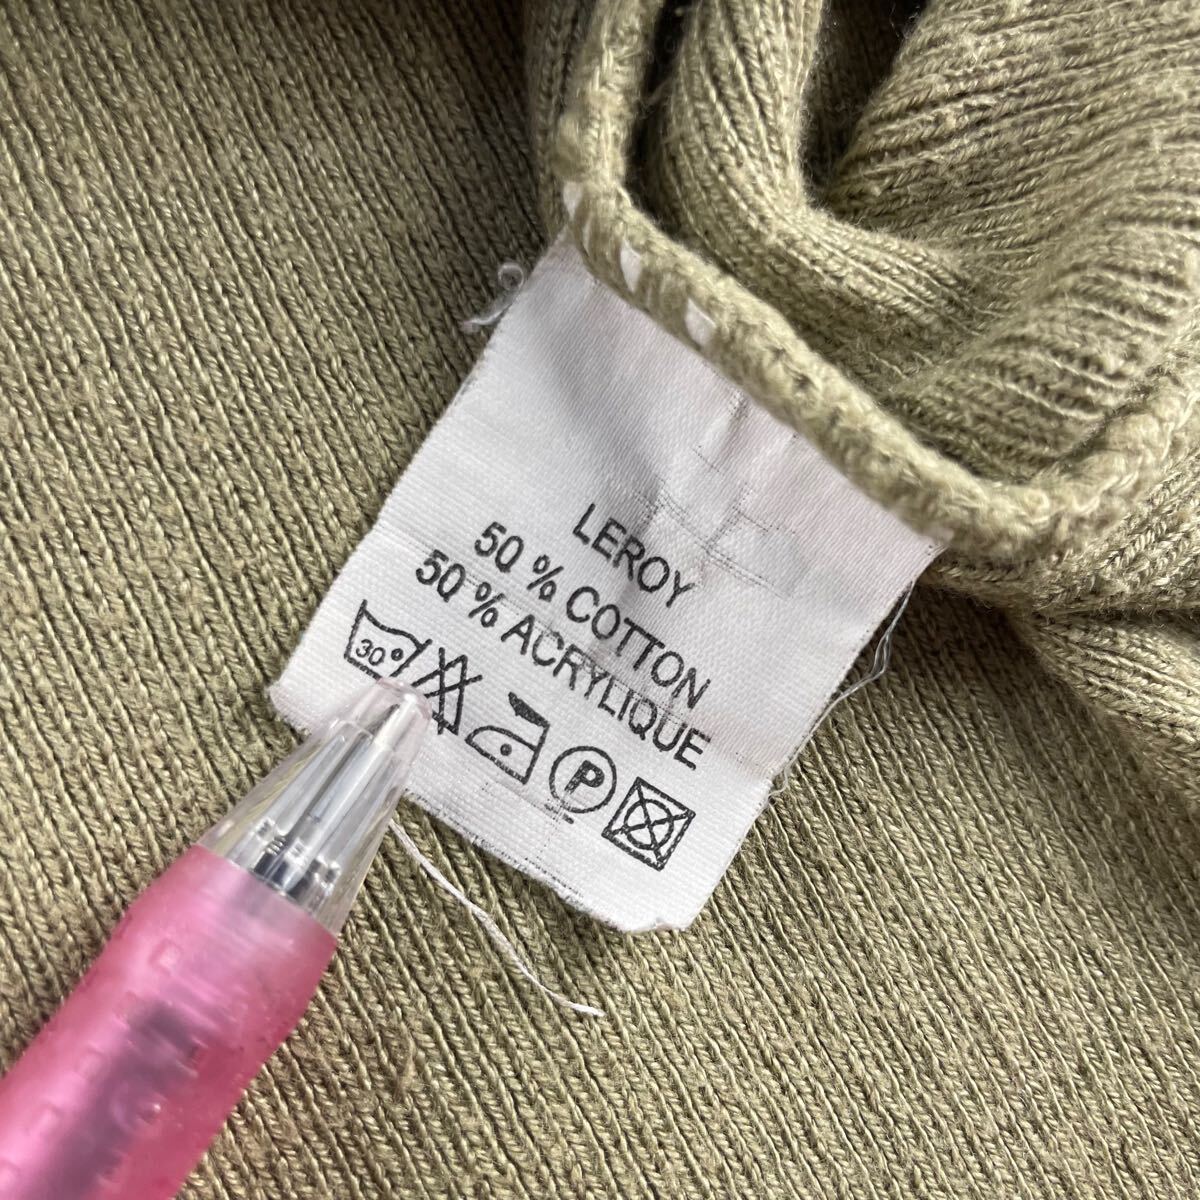 LEROY
50 % COTTON
50 % ACRYLIQUE
30° P